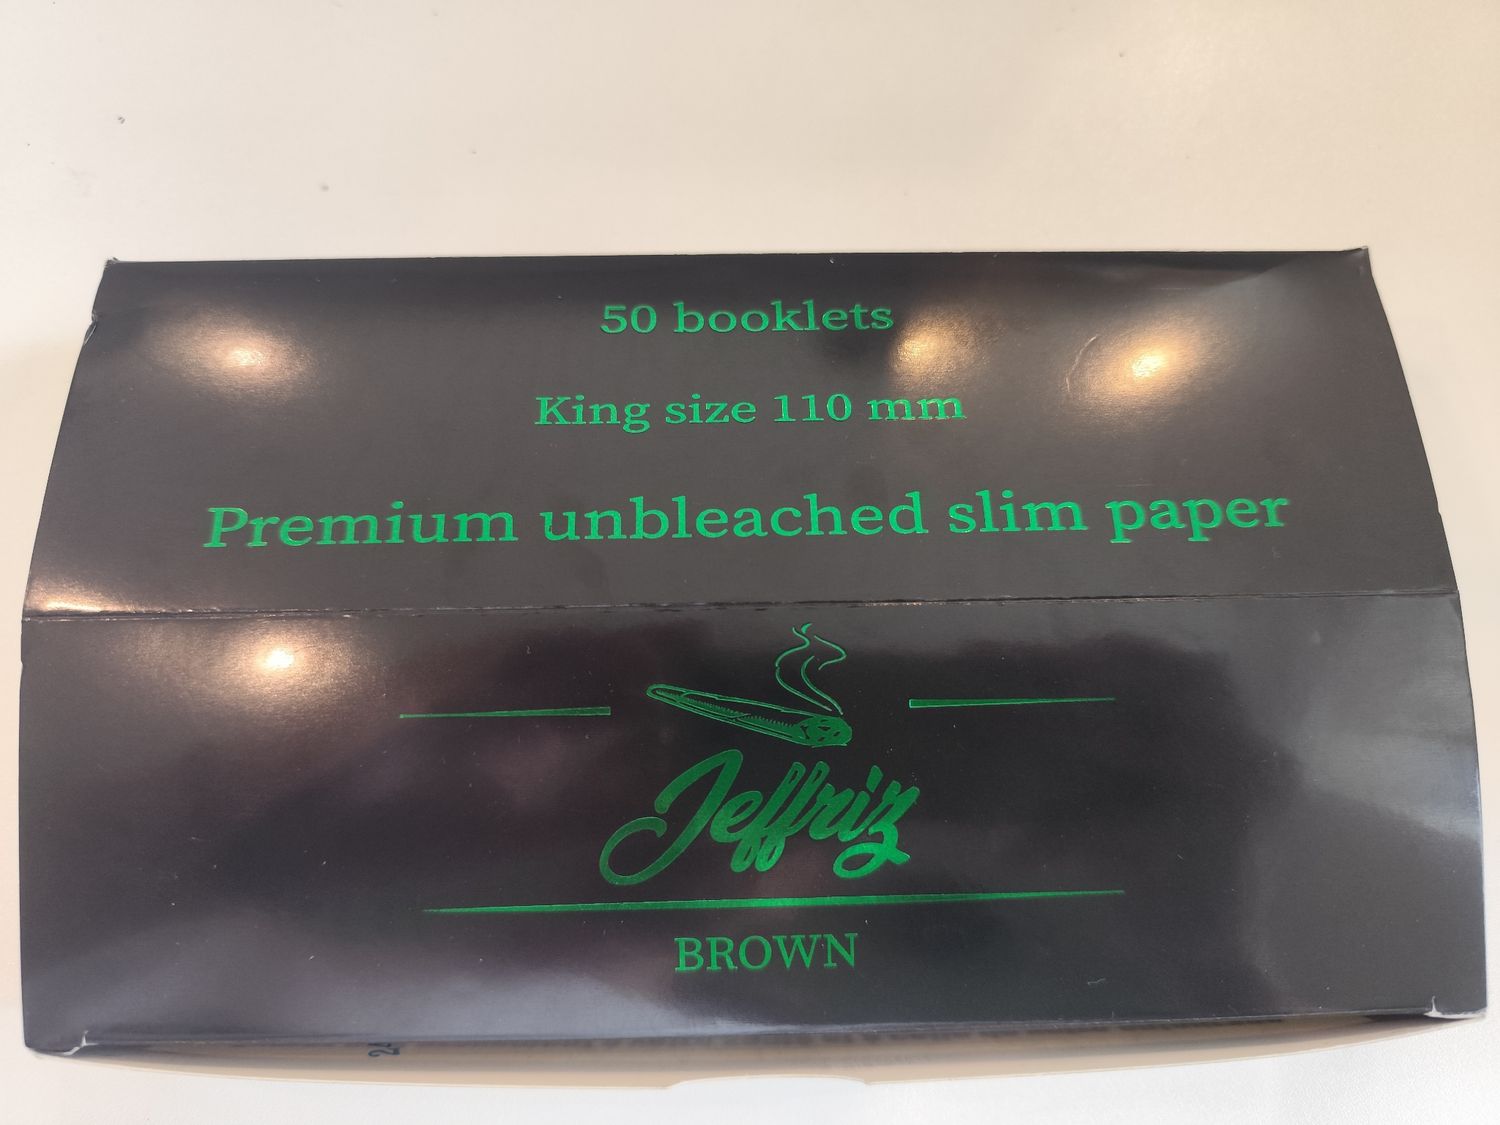 50 booklets
King size 110 mm
Premium unbleached slim paper
Jeffriz
BROWN